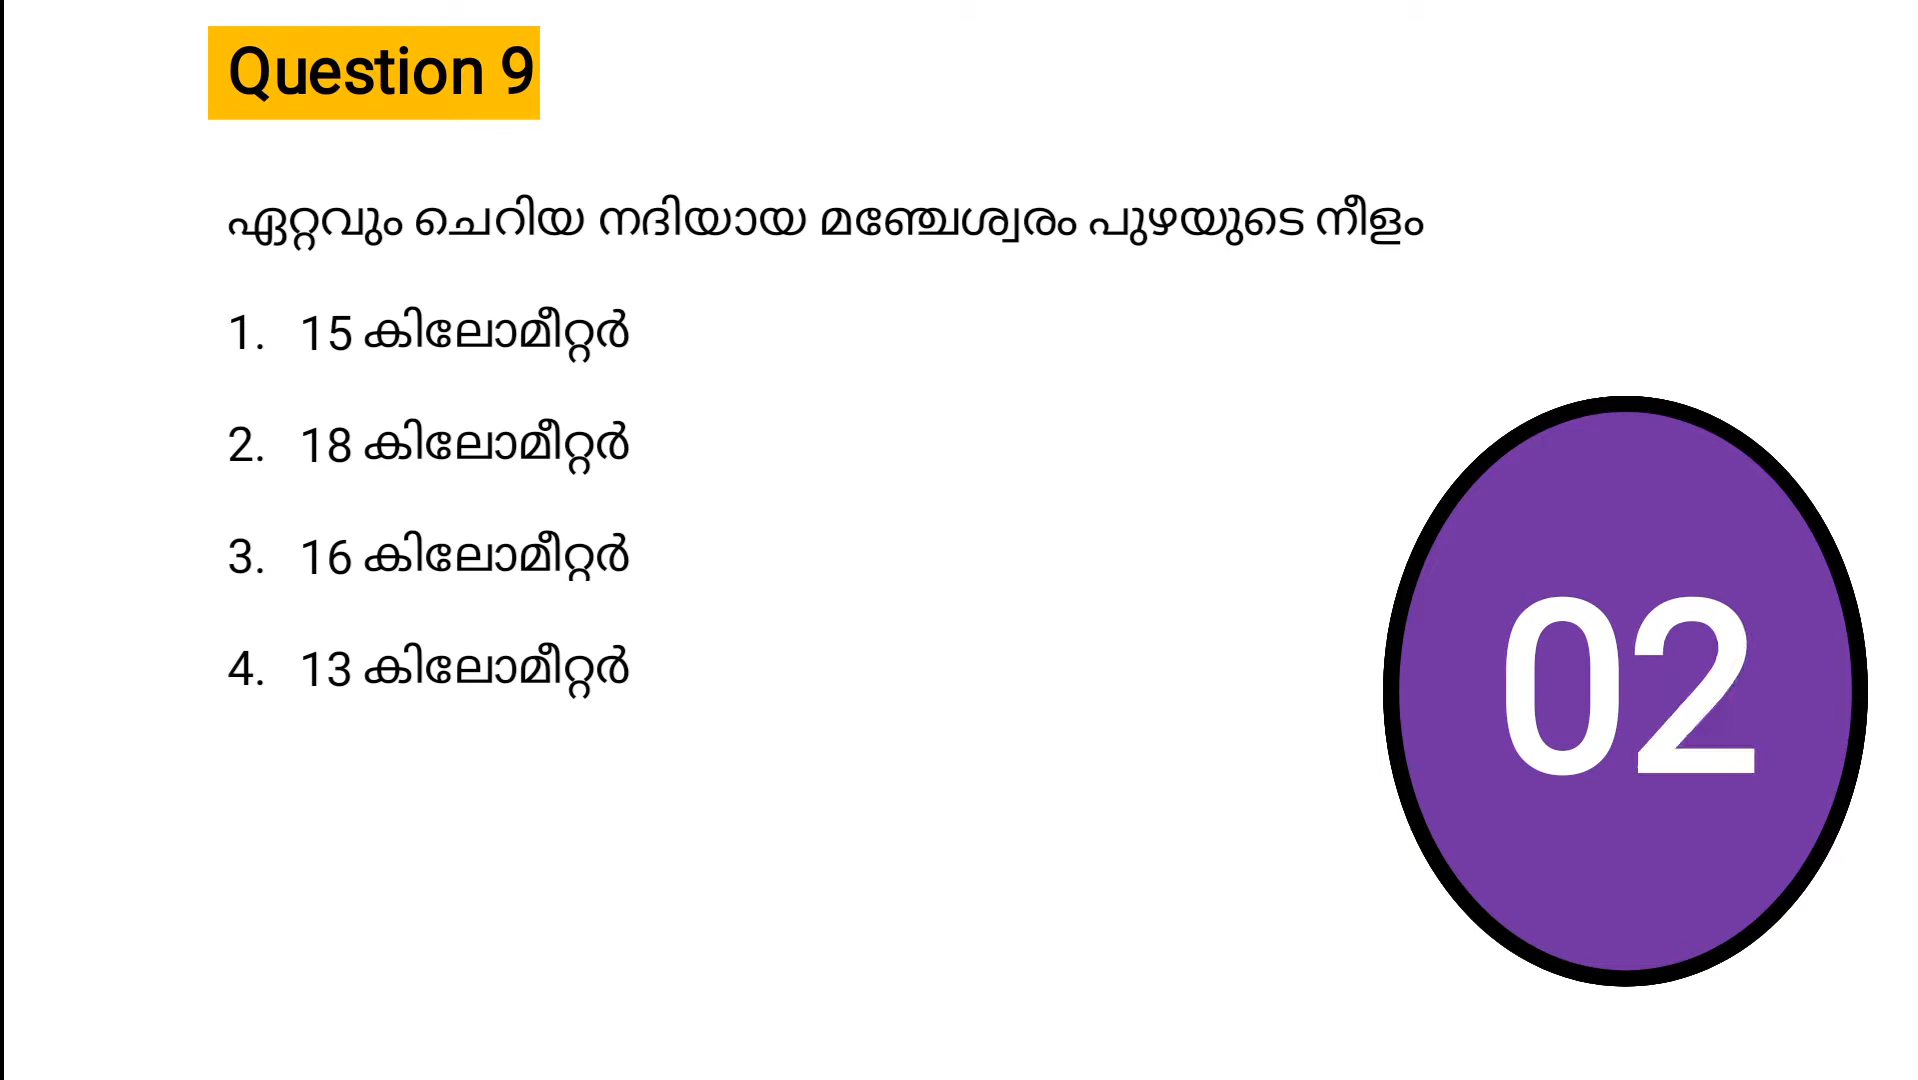 Question 9
ഏറ്റവും ചെറിയ നദിയായ മഞ്ചേശ്വരം പുഴയുടെ നീളം
1. 15 കിലോമീറ്റർ
2. 18 കിലോമീറ്റർ
3. 16 കിലോമീറ്റർ
4. 13 കിലോമീറ്റർ
02